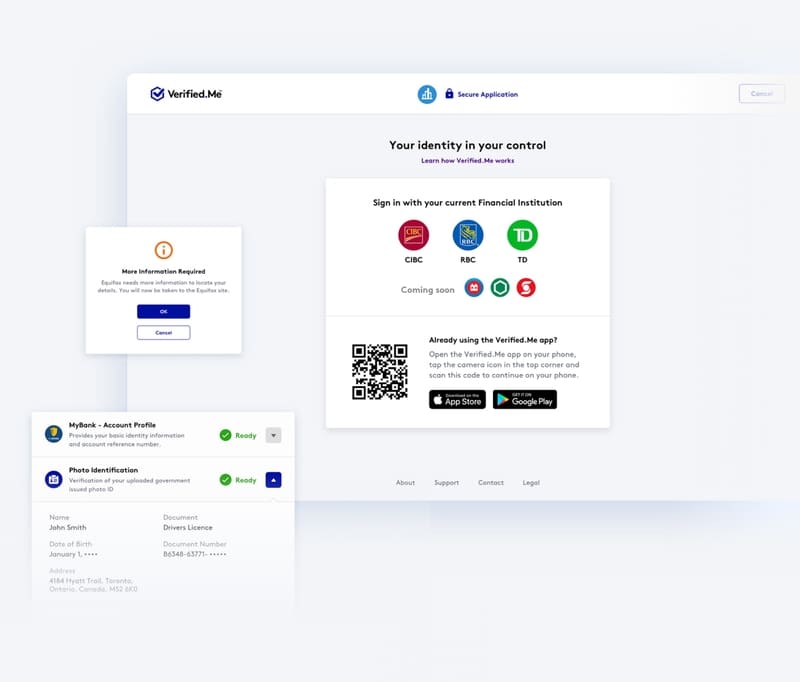 Verified.Me
Secure Application
Cancel
Your identity in your control
Learn how Verified.Me works
Sign in with your current Financial Institution
CIBC
RBC
TD
CIBC
RBC
TD
Coming soon
Already using the Verified.Me app?
Open the Verified.Me app on your phone,
tap the camera icon in the top corner and
scan this code to continue on your phone.
Download on the
App Store
GET IT ON
Google Play
About
Support
Contact
Legal
More Information Required
Equifax needs more information to locate your
details. You will now be taken to the Equifax site.
OK
Cancel
MyBank - Account Profile
Provides your basic identity information
and account reference number.
Ready
Photo Identification
Verification of your uploaded government
issued photo ID
Ready
Name
John Smith
Document
Drivers Licence
Date of Birth
January 1, ••••
Document Number
B6348-63771- •••••
Address
4184 Hyatt Trail, Toronto,
Ontario, Canada, M52 6K0